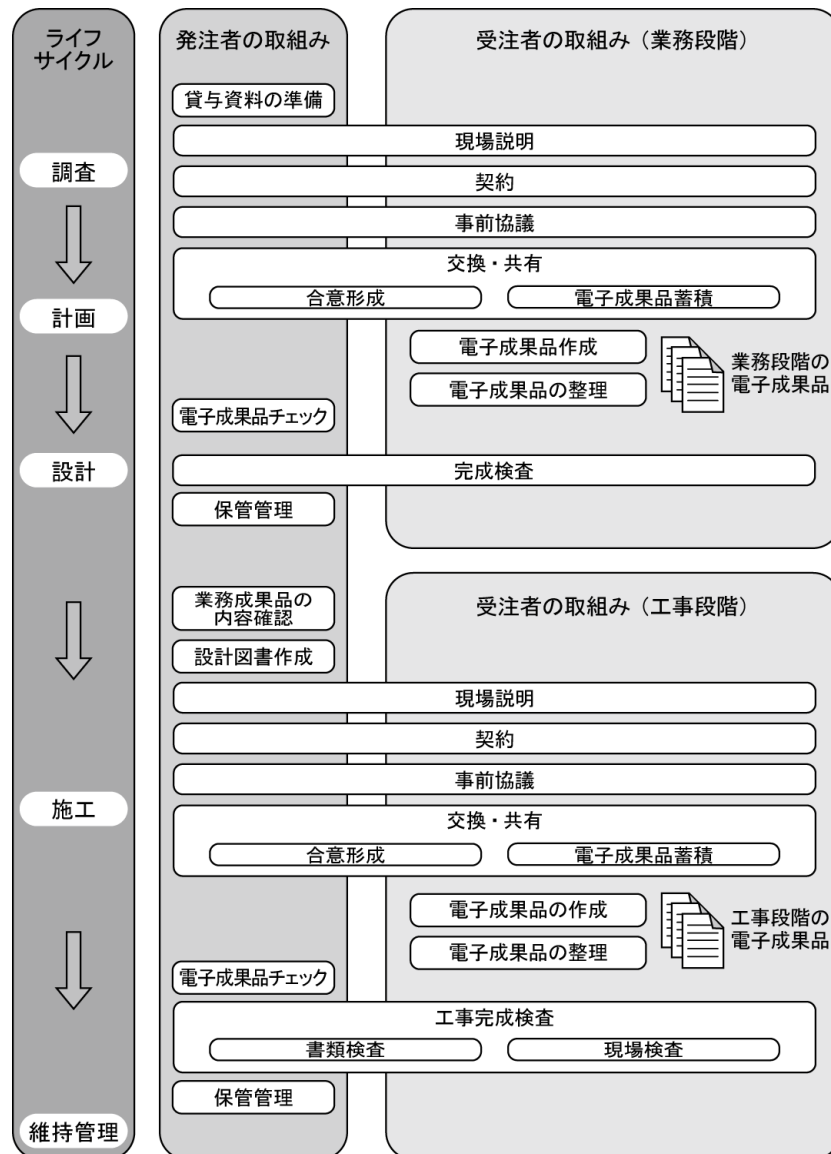 ライフ
サイクル
調査
計画
設計
施工
維持管理
発注者の取組み
受注者の取組み（業務段階）
貸与資料の準備
現場説明
契約
事前協議
交換・共有
合意形成
電子成果品蓄積
電子成果品作成
電子成果品の整理
業務段階の
電子成果品
電子成果品チェック
完成検査
保管管理
業務成果品の
内容確認
設計図書作成
受注者の取組み（工事段階）
現場説明
契約
事前協議
交換・共有
合意形成
電子成果品蓄積
電子成果品の作成
電子成果品の整理
工事段階の
電子成果品
電子成果品チェック
工事完成検査
書類検査
現場検査
保管管理